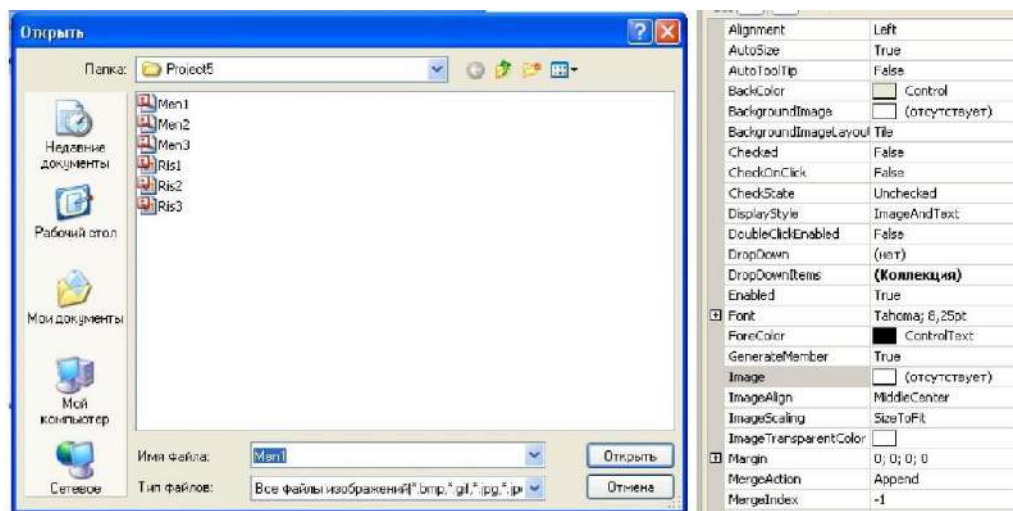 Открыть
Папка:
Project5
Men1
Men2
Men3
Ris1
Ris2
Ris3
Недавние
документы
Рабочий стол
Мои документы
Мой
компьютер
Сетевое
Имя файла:
Men1
Открыть
Тип файлов:
Все файлы изображений(*.bmp,*.gif,*.jpg,*.jp
Отмена
Alignment Left
AutoSize True
AutoToolTip False
BackColor Control
BackgroundImage (отсутствует)
BackgroundImageLayout Tile
Checked False
CheckOnClick False
CheckState Unchecked
DisplayStyle ImageAndText
DoubleClickEnabled False
DropDown (нет)
DropDownItems (Коллекция)
Enabled True
Font Tahoma; 8,25pt
ForeColor ControlText
GenerateMember True
Image (отсутствует)
ImageAlign MiddleCenter
ImageScaling SizeToFit
ImageTransparentColor
Margin 0; 0; 0; 0
MergeAction Append
MergeIndex -1